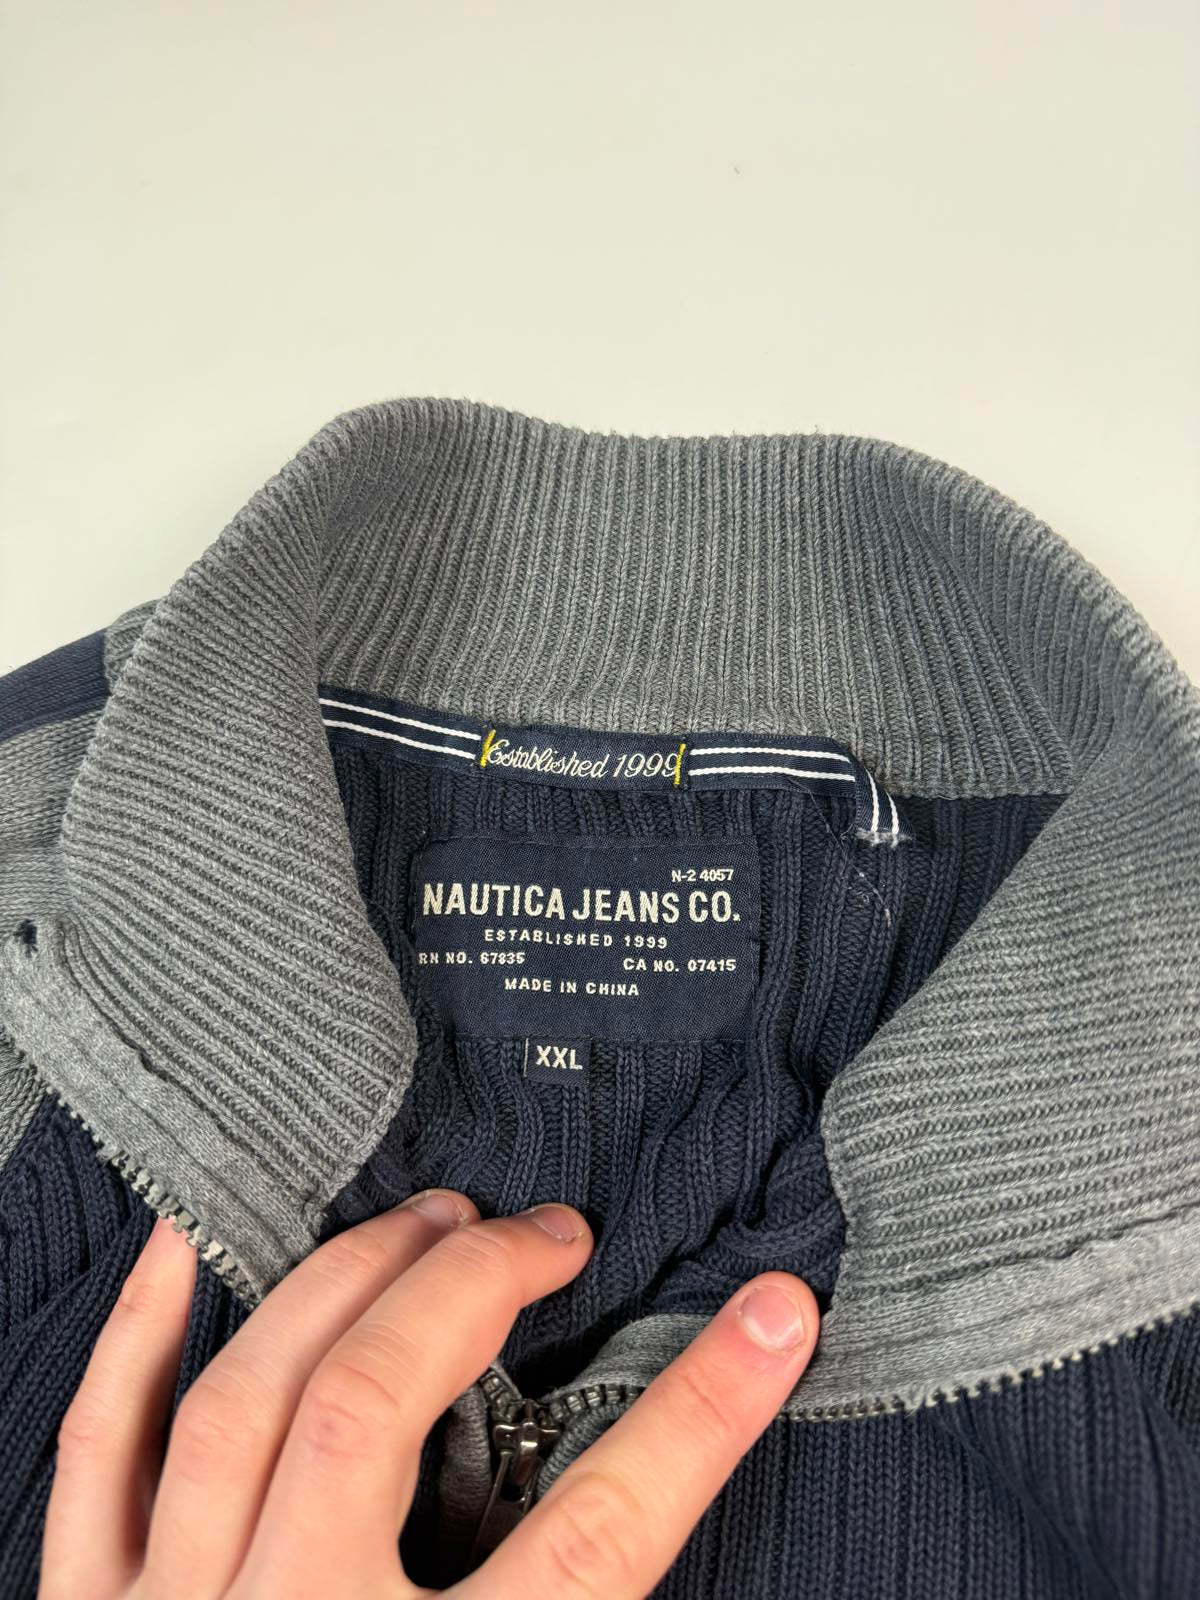 Established 1999
N-2 4057
NAUTICA JEANS CO.
ESTABLISHED 1999
RN NO. 67835 CA NO. 07415
MADE IN CHINA
XXL